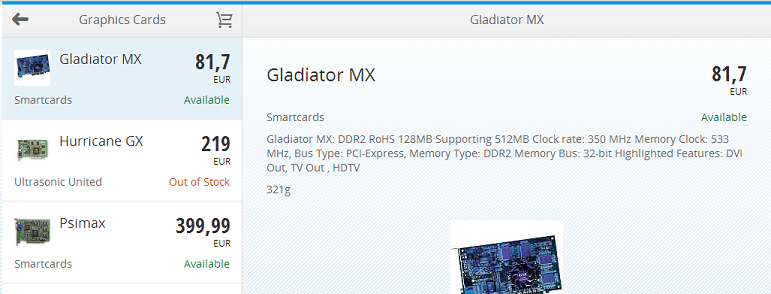 Graphics Cards
Gladiator MX
Gladiator MX
81,7
EUR
Smartcards
Available
Hurricane GX
219
EUR
Ultrasonic United
Out of Stock
Psimax
399,99
EUR
Smartcards
Available
Gladiator MX
81,7
EUR
Smartcards
Available
Gladiator MX: DDR2 RoHS 128MB Supporting 512MB Clock rate: 350 MHz Memory Clock: 533
MHz, Bus Type: PCI-Express, Memory Type: DDR2 Memory Bus: 32-bit Highlighted Features: DVI
Out, TV Out , HDTV
321g